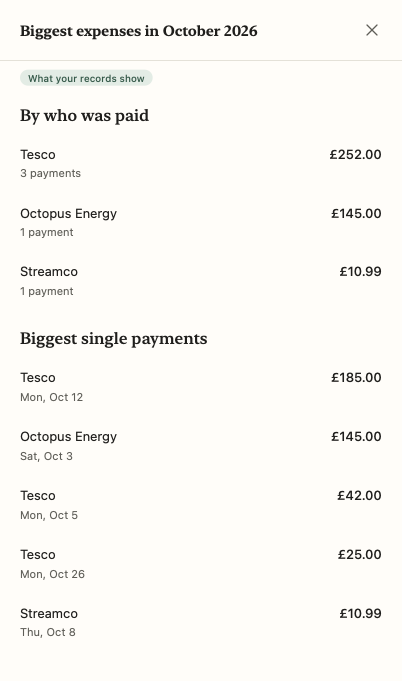 Biggest expenses in October 2026
What your records show
By who was paid
Tesco £252.00
3 payments
Octopus Energy £145.00
1 payment
Streamco £10.99
1 payment
Biggest single payments
Tesco £185.00
Mon, Oct 12
Octopus Energy £145.00
Sat, Oct 3
Tesco £42.00
Mon, Oct 5
Tesco £25.00
Mon, Oct 26
Streamco £10.99
Thu, Oct 8